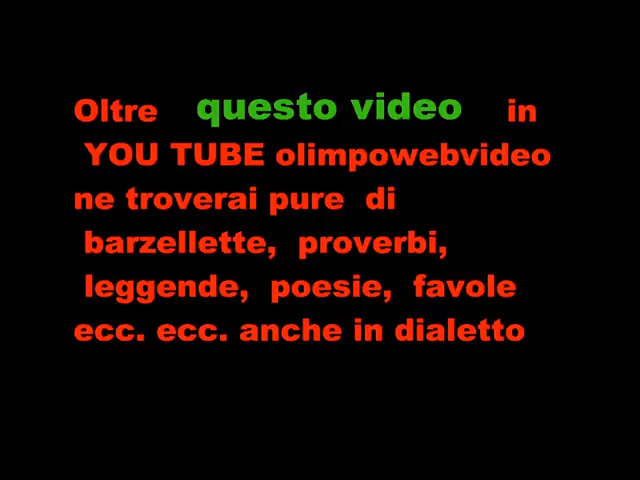 Oltre questo video in
YOU TUBE olimpowebvideo
ne troverai pure di
barzellette, proverbi,
leggende, poesie, favole
ecc. ecc. anche in dialetto